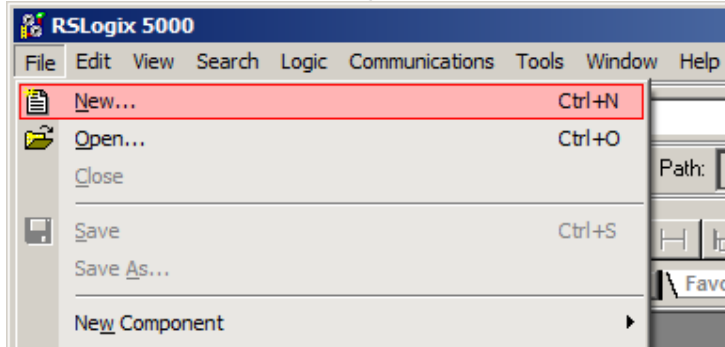 RSLogix 5000
File Edit View Search Logic Communications Tools Window Help
New... Ctrl+N
Open... Ctrl+O
Close
Path:
Save Ctrl+S
Save As...
New Component